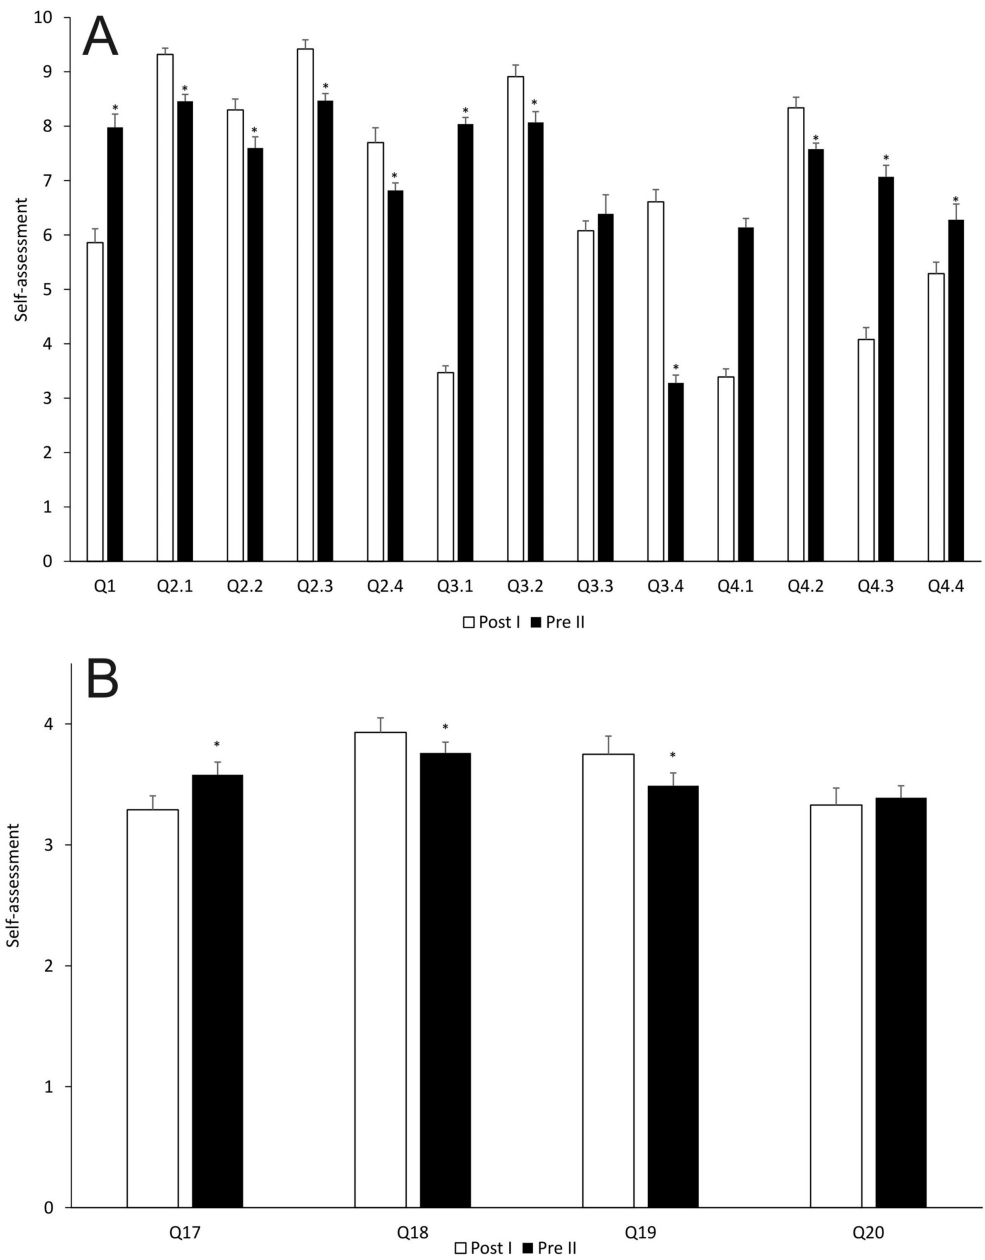 A
10
9
8
7
6
5
4
3
2
1
0
Self-assessment
* * * * * * * * * * * *
Q1 Q2.1 Q2.2 Q2.3 Q2.4 Q3.1 Q3.2 Q3.3 Q3.4 Q4.1 Q4.2 Q4.3 Q4.4
Post I Pre II
B
4
3
2
1
0
Self-assessment
* * *
Q17 Q18 Q19 Q20
Post I Pre II